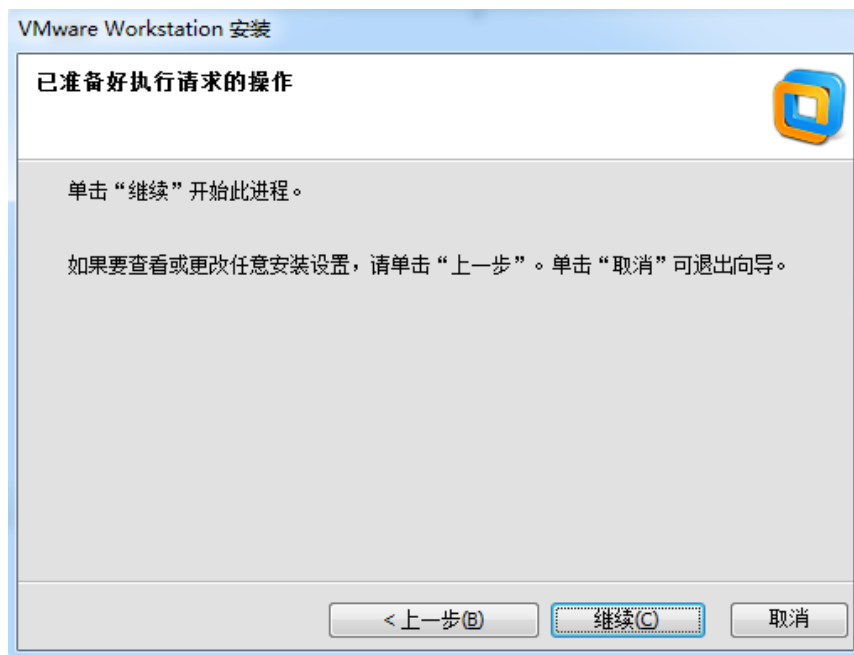 VMware Workstation 安装
已准备好执行请求的操作
单击“继续”开始此进程。
如果要查看或更改任意安装设置，请单击“上一步”。单击“取消”可退出向导。
< 上一步(B)
继续(C)
取消